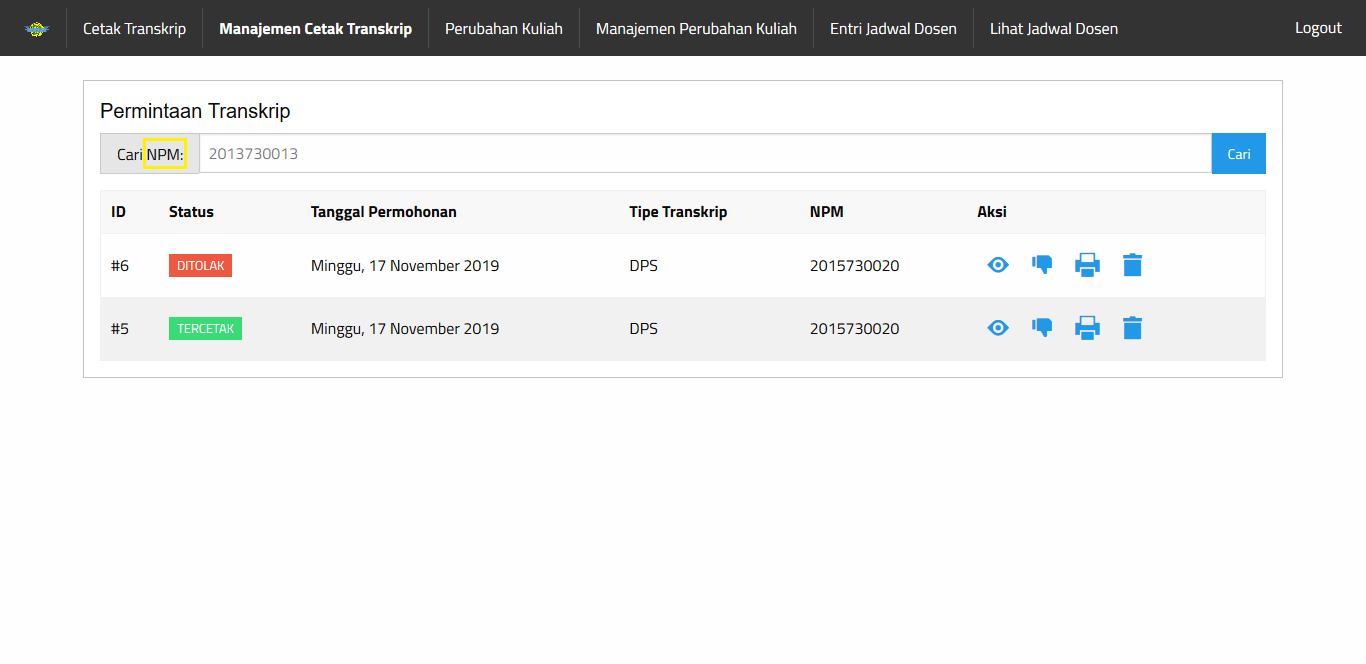 Cetak Transkrip Manajemen Cetak Transkrip Perubahan Kuliah Manajemen Perubahan Kuliah Entri Jadwal Dosen Lihat Jadwal Dosen Logout
Permintaan Transkrip
Cari NPM: 2013730013 Cari
ID Status Tanggal Permohonan Tipe Transkrip NPM Aksi
#6 DITOLAK Minggu, 17 November 2019 DPS 2015730020
#5 TERCETAK Minggu, 17 November 2019 DPS 2015730020